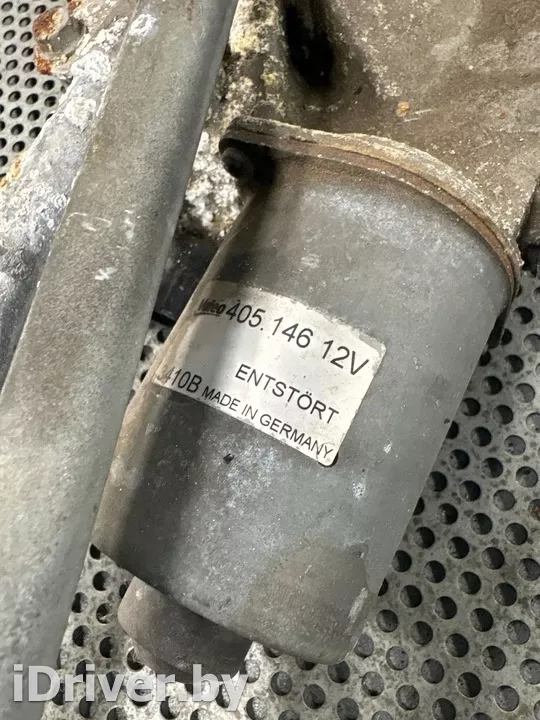 Valeo 405.146 12V
ENTSTÖRT
410B MADE IN GERMANY
iDriver.by